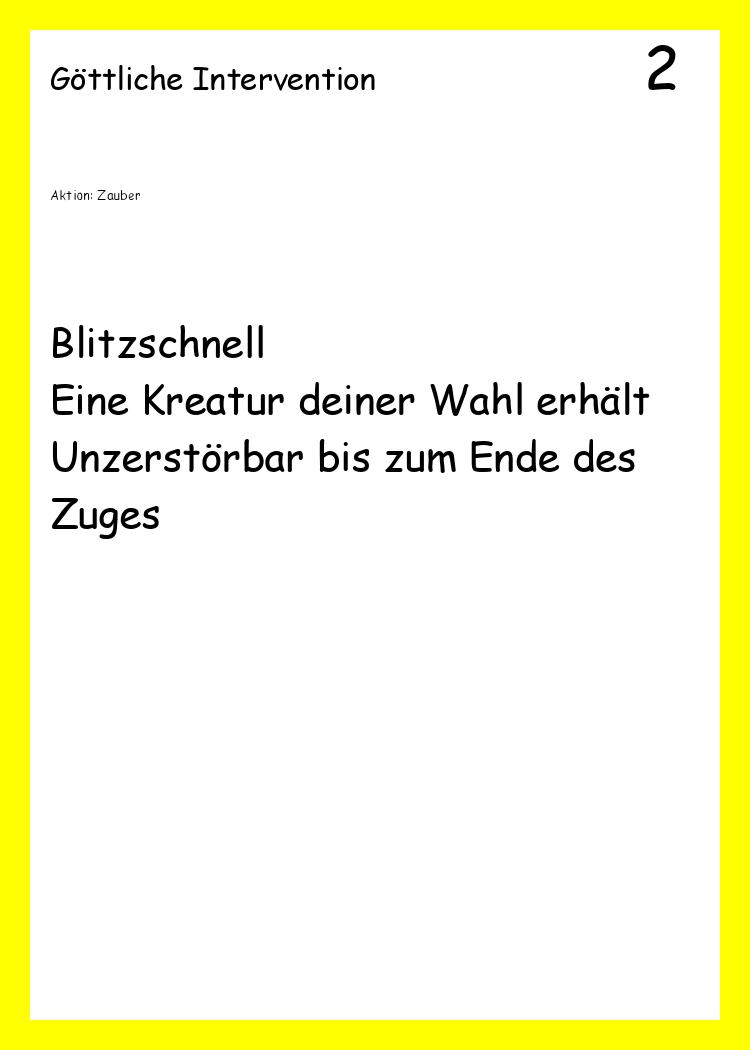 Göttliche Intervention 2
Aktion: Zauber
Blitzschnell
Eine Kreatur deiner Wahl erhält
Unzerstörbar bis zum Ende des
Zuges